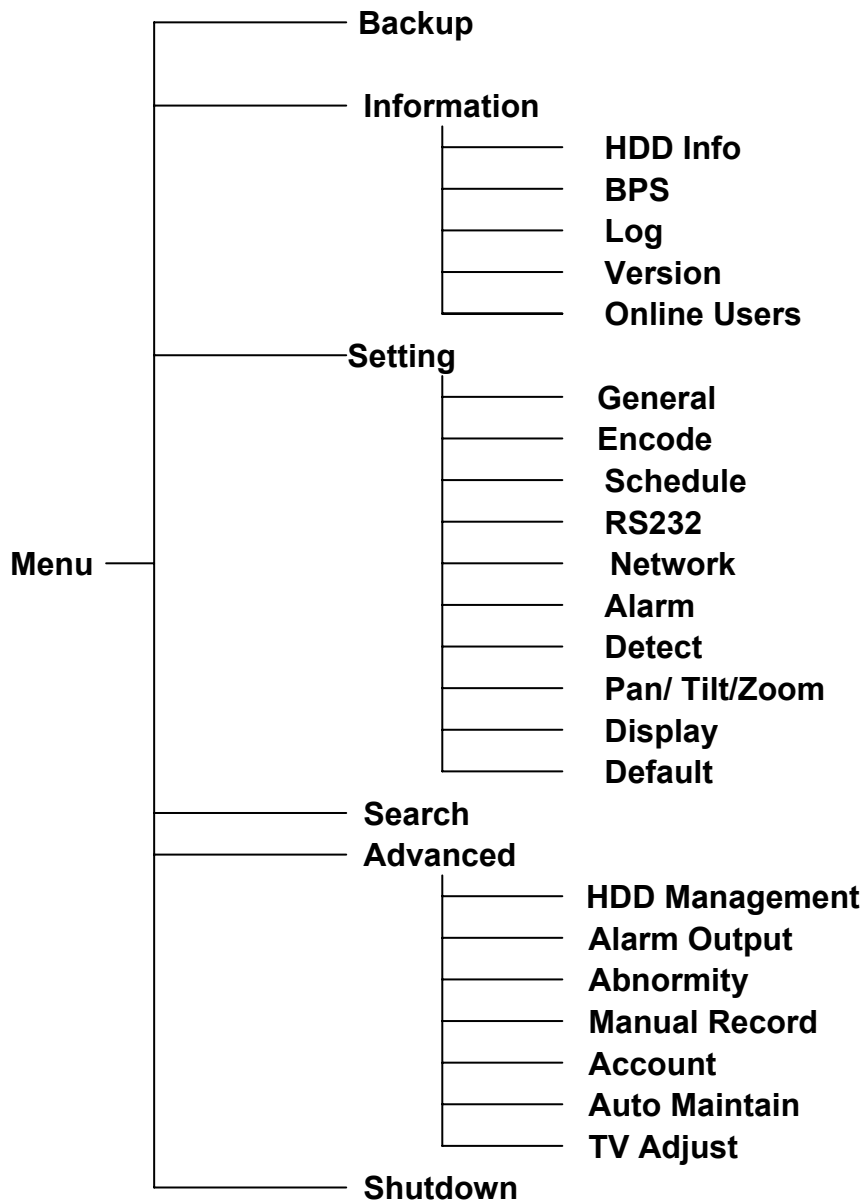 Backup
Information
HDD Info
BPS
Log
Version
Online Users
Setting
General
Encode
Schedule
RS232
Menu
Network
Alarm
Detect
Pan/ Tilt/Zoom
Display
Default
Search
Advanced
HDD Management
Alarm Output
Abnormity
Manual Record
Account
Auto Maintain
TV Adjust
Shutdown